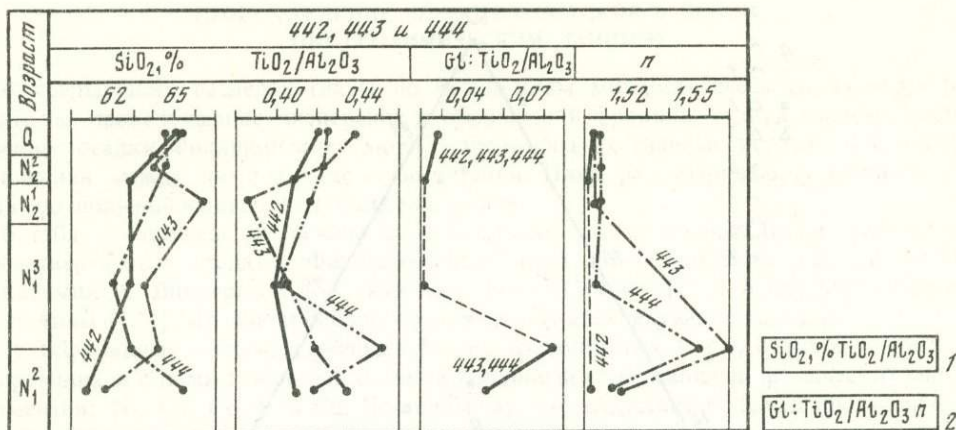 442, 443 и 444
Возраст
SiO₂,% TiO₂/Al₂O₃ Gl:TiO₂/Al₂O₃ n
62 65 0,40 0,44 0,04 0,07 1,52 1,55
Q
N₂²
N₂¹
N₁³
N₁²
442,443,444
443
442
443
443
444
444
442
444
443,444
442
SiO₂,% TiO₂/Al₂O₃ 1
Gl:TiO₂/Al₂O₃ n 2